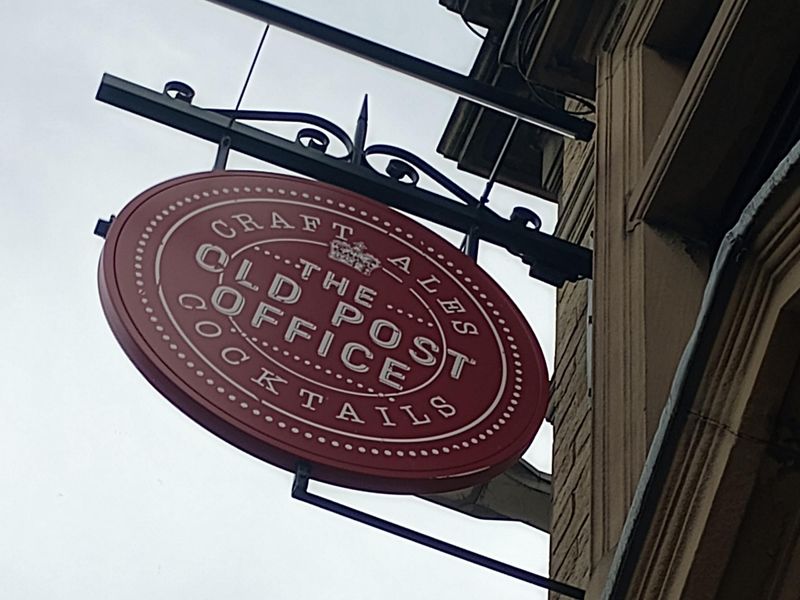 CRAFT ALES
THE
OLD POST
OFFICE
COCKTAILS